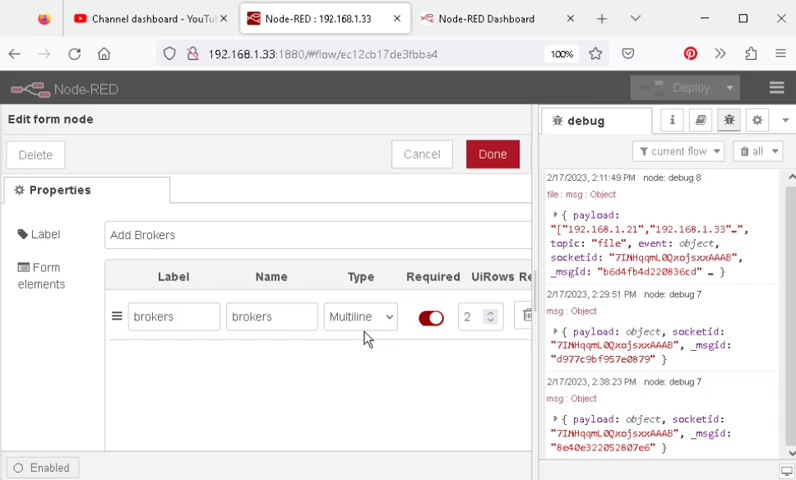 Channel dashboard - YouTu
Node-RED : 192.168.1.33
Node-RED Dashboard
192.168.1.33:1880/#flow/ec12cb17de3fbba4
100%
Node-RED
Deploy
Edit form node
Delete
Cancel
Done
Properties
Label
Add Brokers
Form elements
Label
Name
Type
Required
UiRows
Re
brokers
brokers
Multiline
2
Enabled
debug
current flow
all
2/17/2023, 2:11:49 PM node: debug 8
file : msg : Object
{ payload:
"["192.168.1.21","192.168.1.33"…",
topic: "file", event: object,
socketid: "7IMHqqmL0QxojsxxAAAB",
_msgid: "b6d4fb4d220836cd" … }
2/17/2023, 2:29:51 PM node: debug 7
msg : Object
{ payload: object, socketid:
"7IMHqqmL0QxojsxxAAAB", _msgid:
"d977c9bf957e0879" }
2/17/2023, 2:38:23 PM node: debug 7
msg : Object
{ payload: object, socketid:
"7IMHqqmL0QxojsxxAAAB", _msgid:
"8e40e322052807e6" }